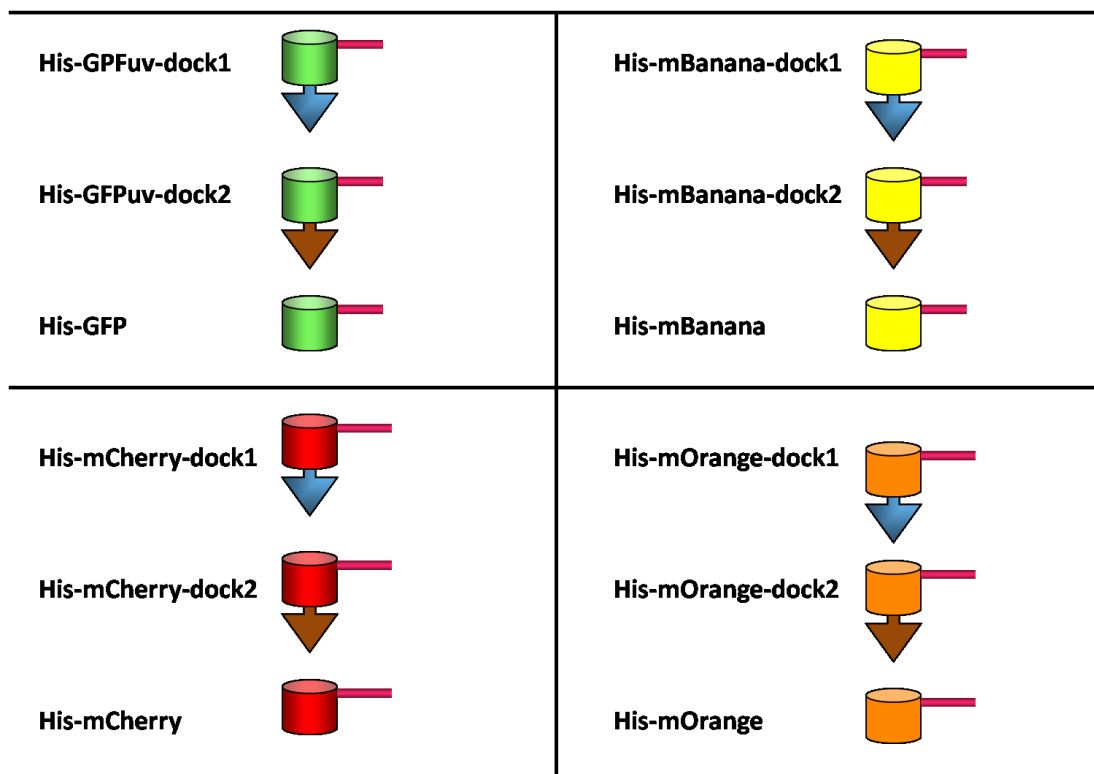 His-GPFuv-dock1
His-GFPuv-dock2
His-GFP
His-mBanana-dock1
His-mBanana-dock2
His-mBanana
His-mCherry-dock1
His-mCherry-dock2
His-mCherry
His-mOrange-dock1
His-mOrange-dock2
His-mOrange